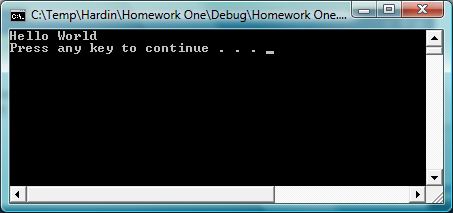 C:\Temp\Hardin\Homework One\Debug\Homework One....
Hello World
Press any key to continue . . . _